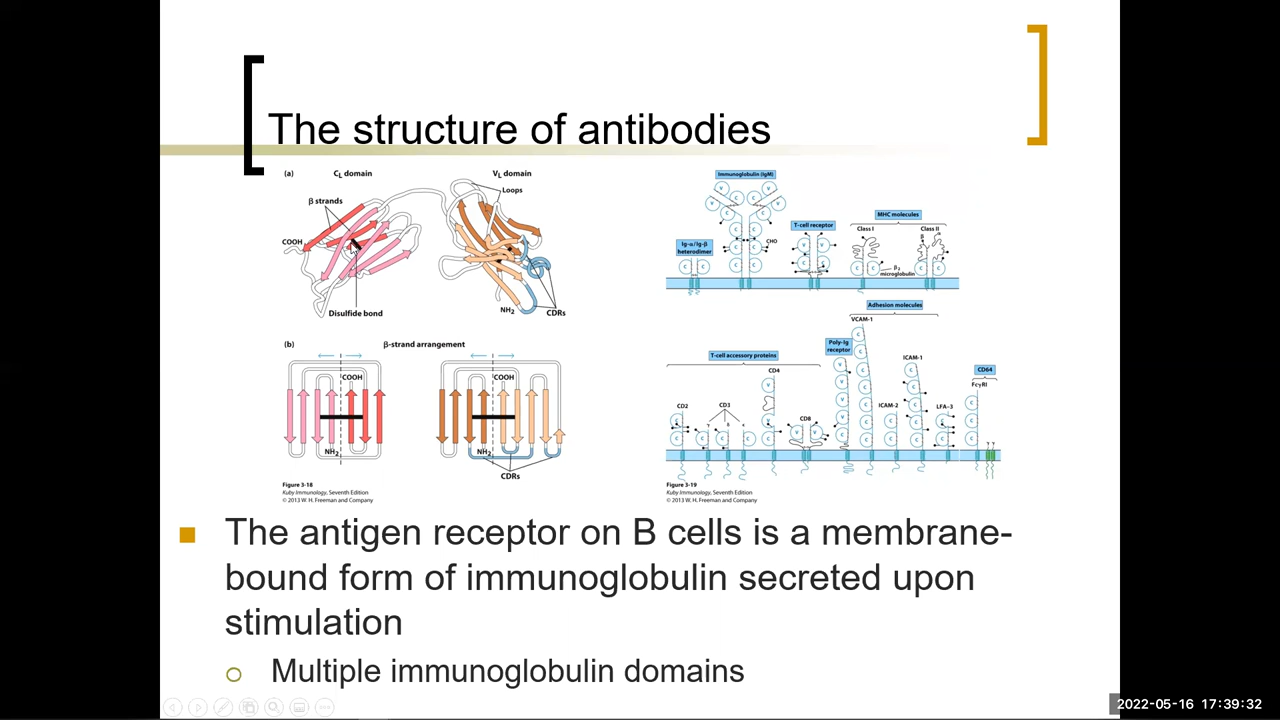 The structure of antibodies
(a)
C_L domain
V_L domain
Loops
β strands
COOH
Disulfide bond
NH2
CDRs
(b)
β-strand arrangement
COOH
COOH
NH2
NH2
CDRs
Figure 3-18
Kuby Immunology, Seventh Edition
© 2013 W. H. Freeman and Company
Immunoglobulin (IgM)
V
V
V
V
C
C
C
C
C
C
C
C
CHO
Ig-α/Ig-β
heterodimer
C
C
T-cell receptor
V
V
C
C
MHC molecules
Class I
Class II
C
C
β2
microglobulin
C
C
Adhesion molecules
VCAM-1
T-cell accessory proteins
Poly-Ig
receptor
ICAM-1
CD4
CD64
FcγRI
CD2
CD3
CD8
ICAM-2
LFA-3
γ
δ
ε
γ γ
Figure 3-19
Kuby Immunology, Seventh Edition
© 2013 W. H. Freeman and Company
The antigen receptor on B cells is a membrane-
bound form of immunoglobulin secreted upon
stimulation
Multiple immunoglobulin domains
2022-05-16 17:39:32